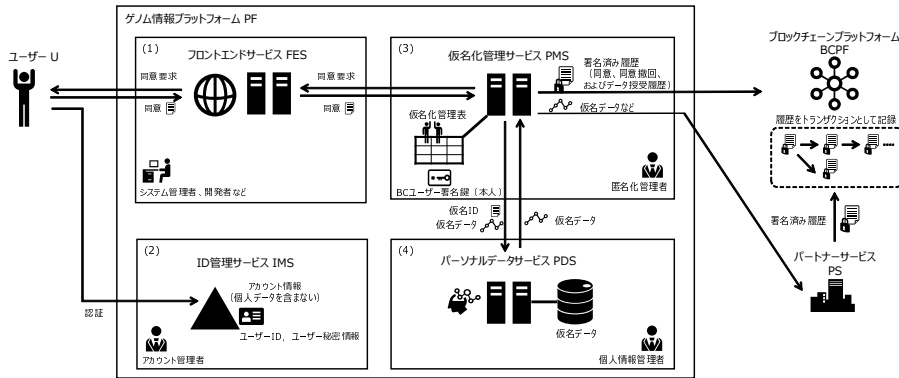 ゲノム情報プラットフォーム PF
ユーザー U
同意要求
同意
認証
(1)
フロントエンドサービス FES
システム管理者、開発者など
同意要求
同意
(3)
仮名化管理サービス PMS
仮名化管理表
BCユーザー署名鍵（本人）
署名済み履歴
（同意、同意撤回、
およびデータ授受履歴）
仮名データなど
匿名化管理者
仮名ID
仮名データ
仮名データ
(2)
ID管理サービス IMS
アカウント情報
(個人データを含まない)
ユーザーID，ユーザー秘密情報
アカウント管理者
(4)
パーソナルデータサービス PDS
仮名データ
個人情報管理者
ブロックチェーンプラットフォーム
BCPF
履歴をトランザクションとして記録
署名済み履歴
パートナーサービス
PS